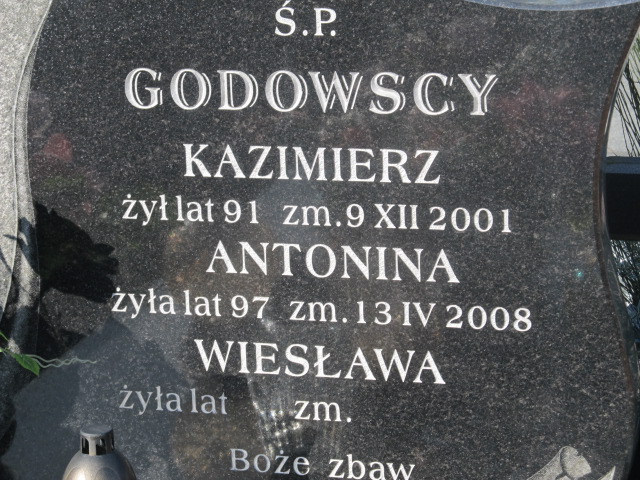 Ś.P.
GODOWSCY
KAZIMIERZ
żył lat 91 zm. 9 XII 2001
ANTONINA
żyła lat 97 zm. 13 IV 2008
WIESŁAWA
żyła lat zm.
Boże zbaw